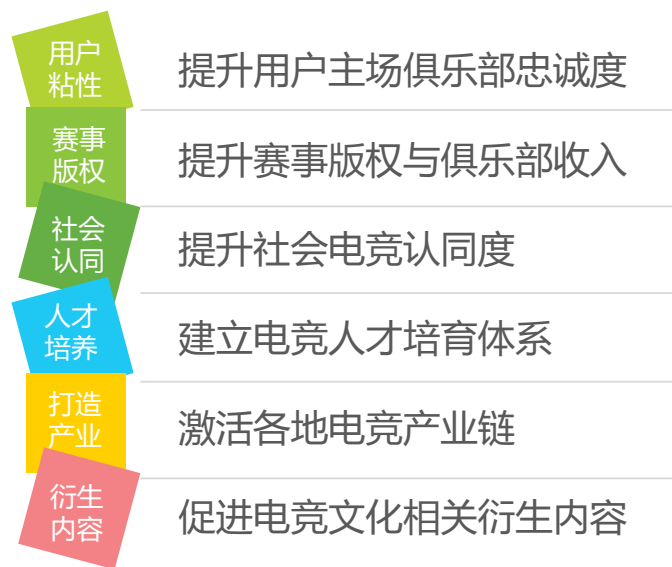 用户
粘性
提升用户主场俱乐部忠诚度
赛事
版权
提升赛事版权与俱乐部收入
社会
认同
提升社会电竞认同度
人才
培养
建立电竞人才培育体系
打造
产业
激活各地电竞产业链
衍生
内容
促进电竞文化相关衍生内容